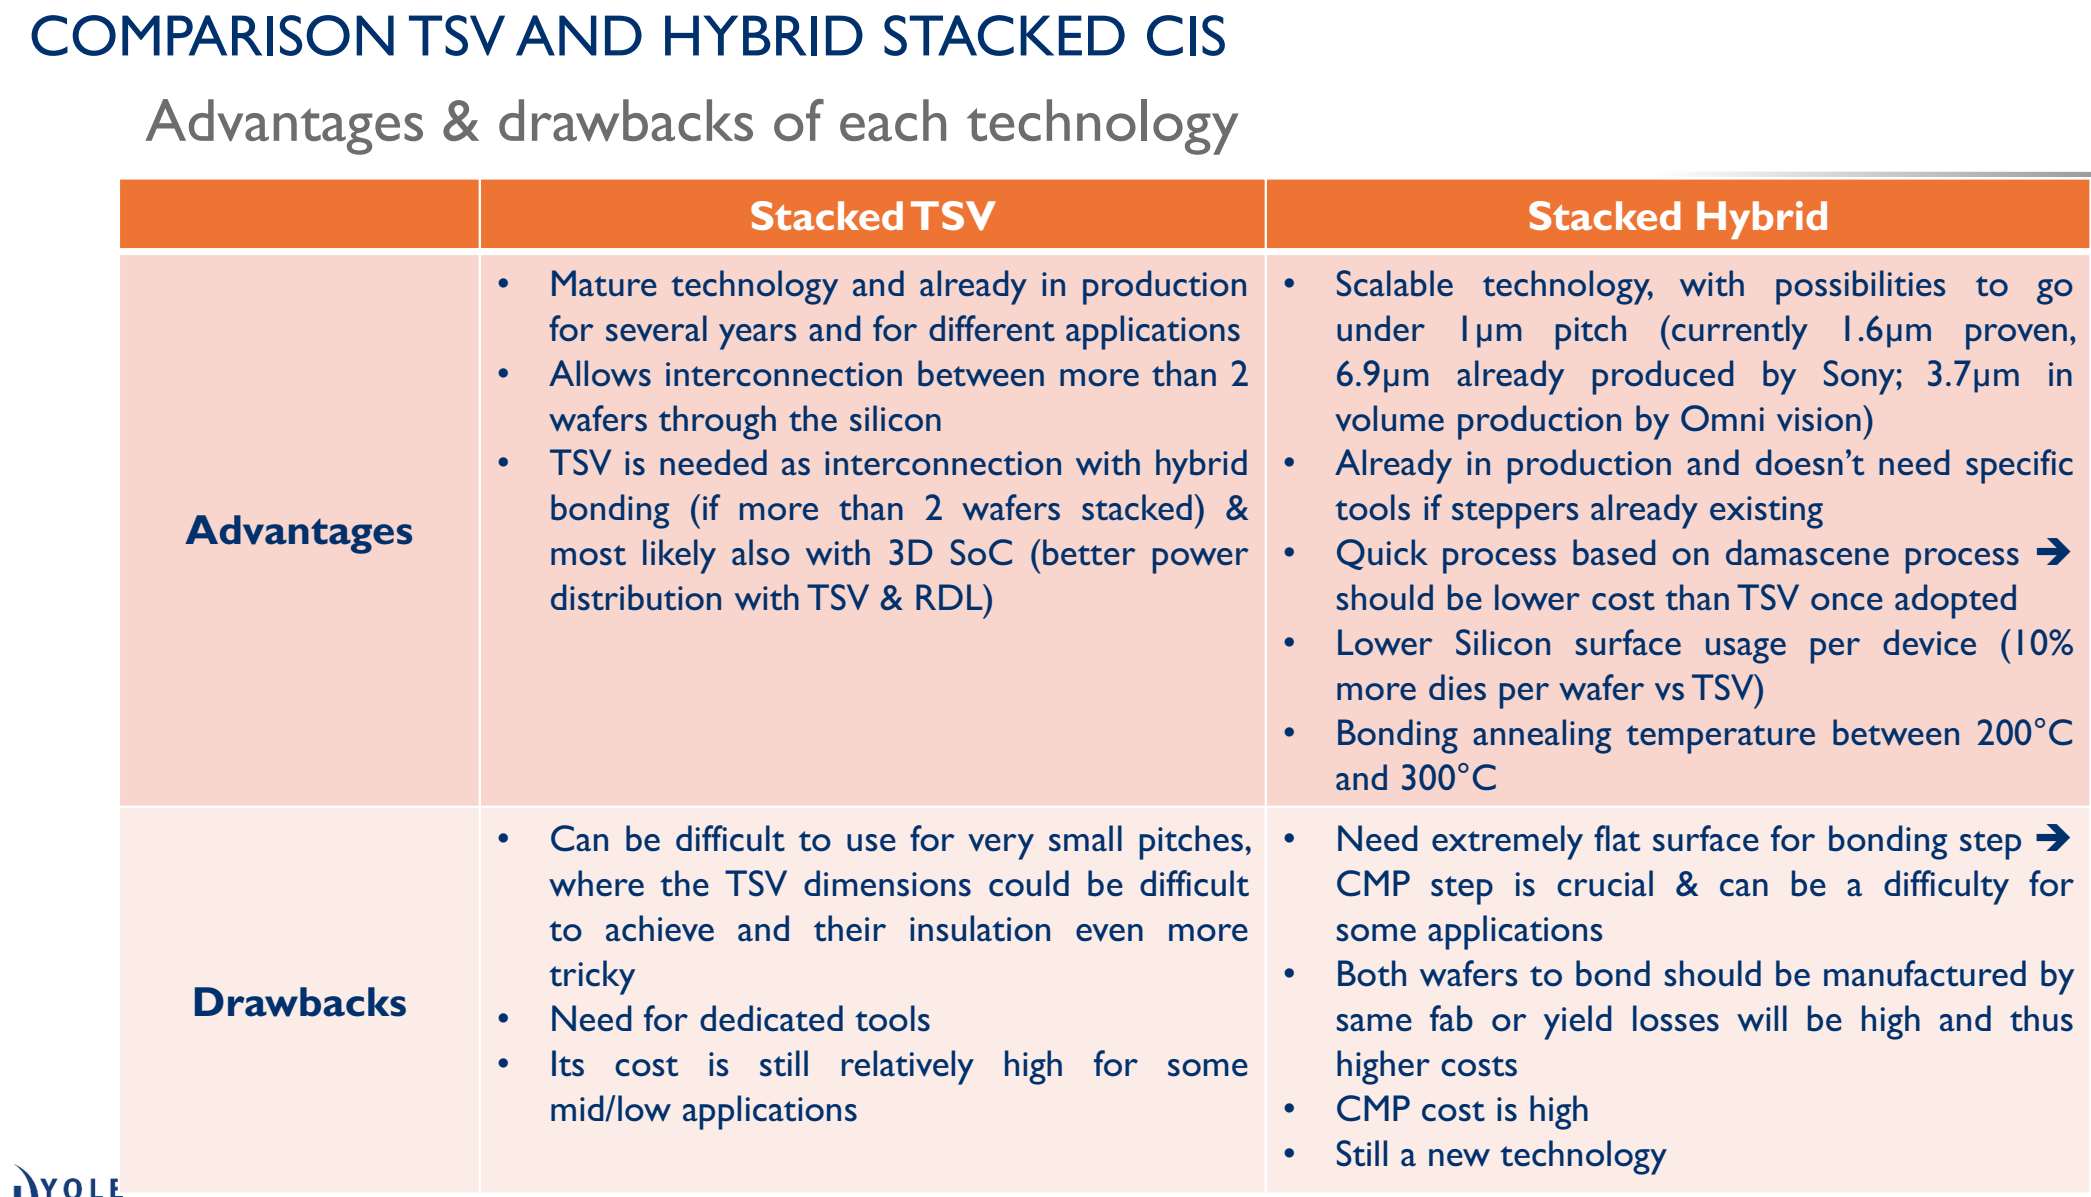 COMPARISON TSV AND HYBRID STACKED CIS
Advantages & drawbacks of each technology
Stacked TSV
Stacked Hybrid
Advantages
• Mature technology and already in production
for several years and for different applications
• Allows interconnection between more than 2
wafers through the silicon
• TSV is needed as interconnection with hybrid
bonding (if more than 2 wafers stacked) &
most likely also with 3D SoC (better power
distribution with TSV & RDL)
• Scalable technology, with possibilities to go
under 1µm pitch (currently 1.6µm proven,
6.9µm already produced by Sony; 3.7µm in
volume production by Omni vision)
• Already in production and doesn’t need specific
tools if steppers already existing
• Quick process based on damascene process ➔
should be lower cost than TSV once adopted
• Lower Silicon surface usage per device (10%
more dies per wafer vs TSV)
• Bonding annealing temperature between 200°C
and 300°C
Drawbacks
• Can be difficult to use for very small pitches,
where the TSV dimensions could be difficult
to achieve and their insulation even more
tricky
• Need for dedicated tools
• Its cost is still relatively high for some
mid/low applications
• Need extremely flat surface for bonding step ➔
CMP step is crucial & can be a difficulty for
some applications
• Both wafers to bond should be manufactured by
same fab or yield losses will be high and thus
higher costs
• CMP cost is high
• Still a new technology
YOLE